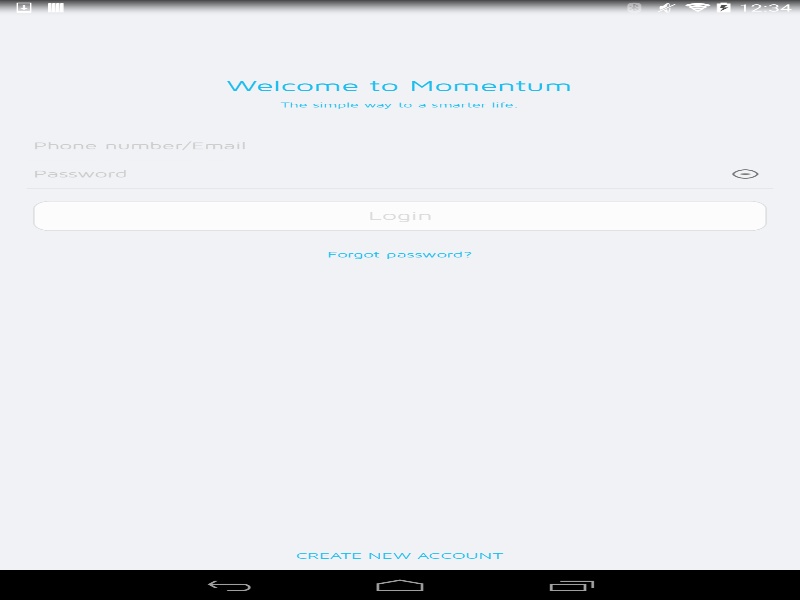 12:34
Welcome to Momentum
The simple way to a smarter life.
Phone number/Email
Password
Login
Forgot password?
CREATE NEW ACCOUNT